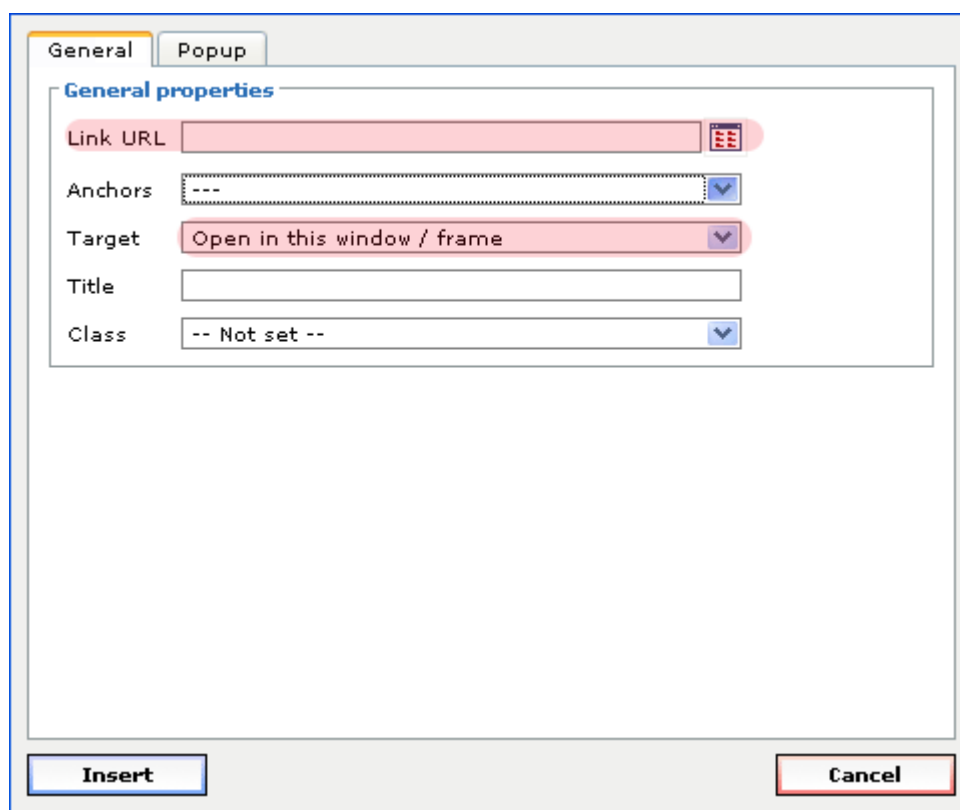 General Popup
General properties
Link URL
Anchors ---
Target Open in this window / frame
Title
Class -- Not set --
Insert Cancel